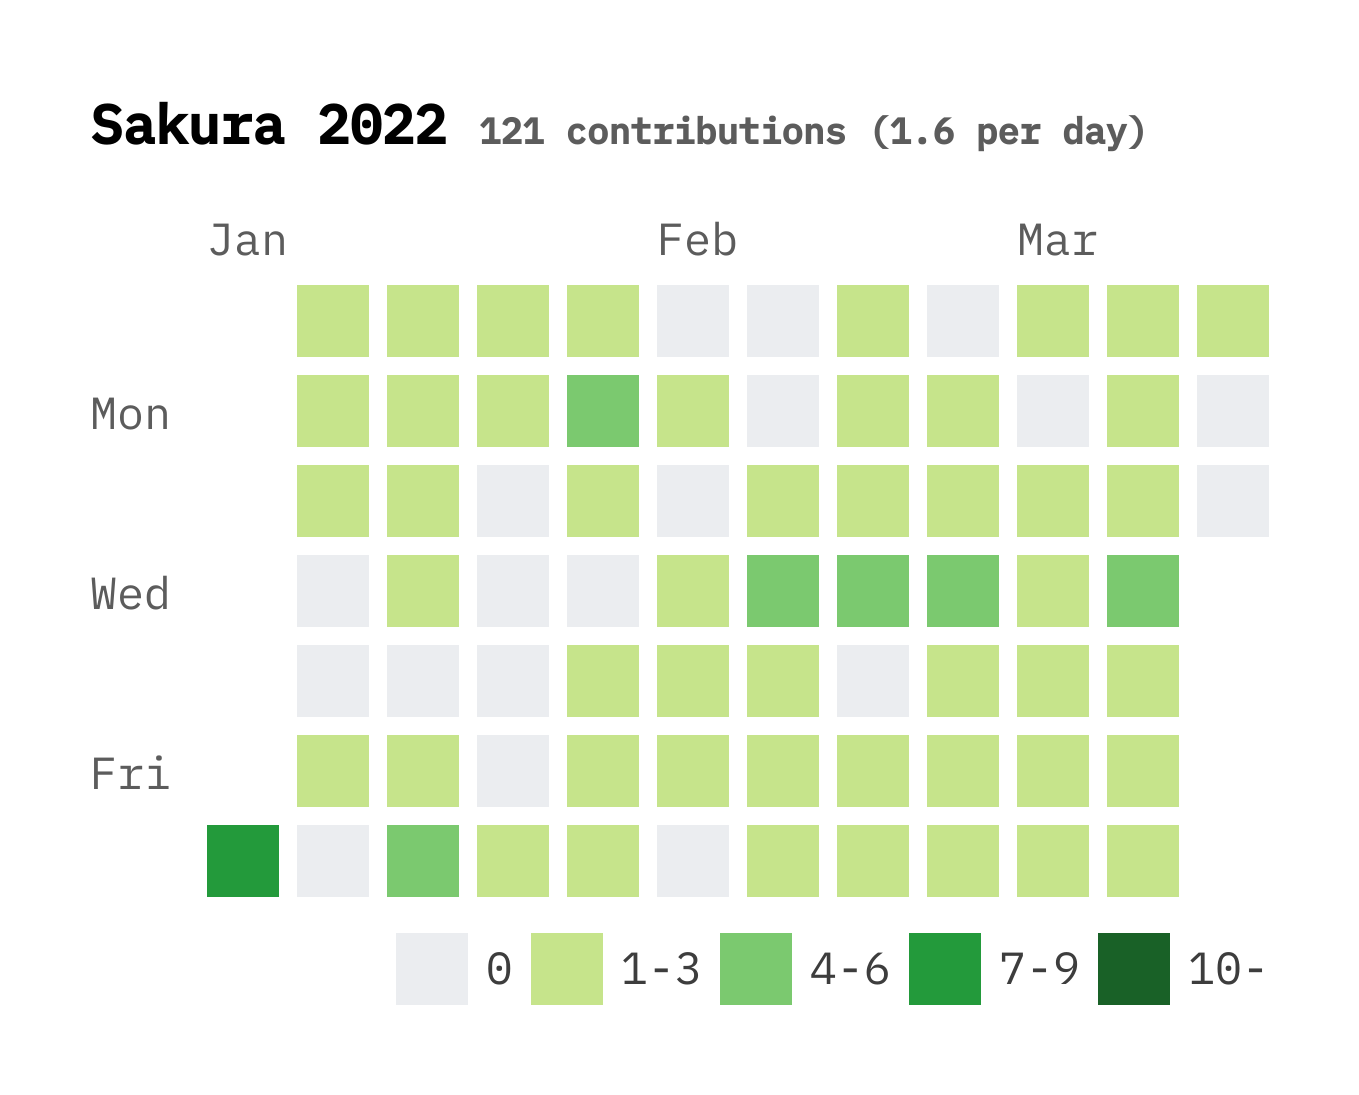 Sakura 2022 121 contributions (1.6 per day)
Jan Feb Mar
Mon
Wed
Fri
0 1-3 4-6 7-9 10-